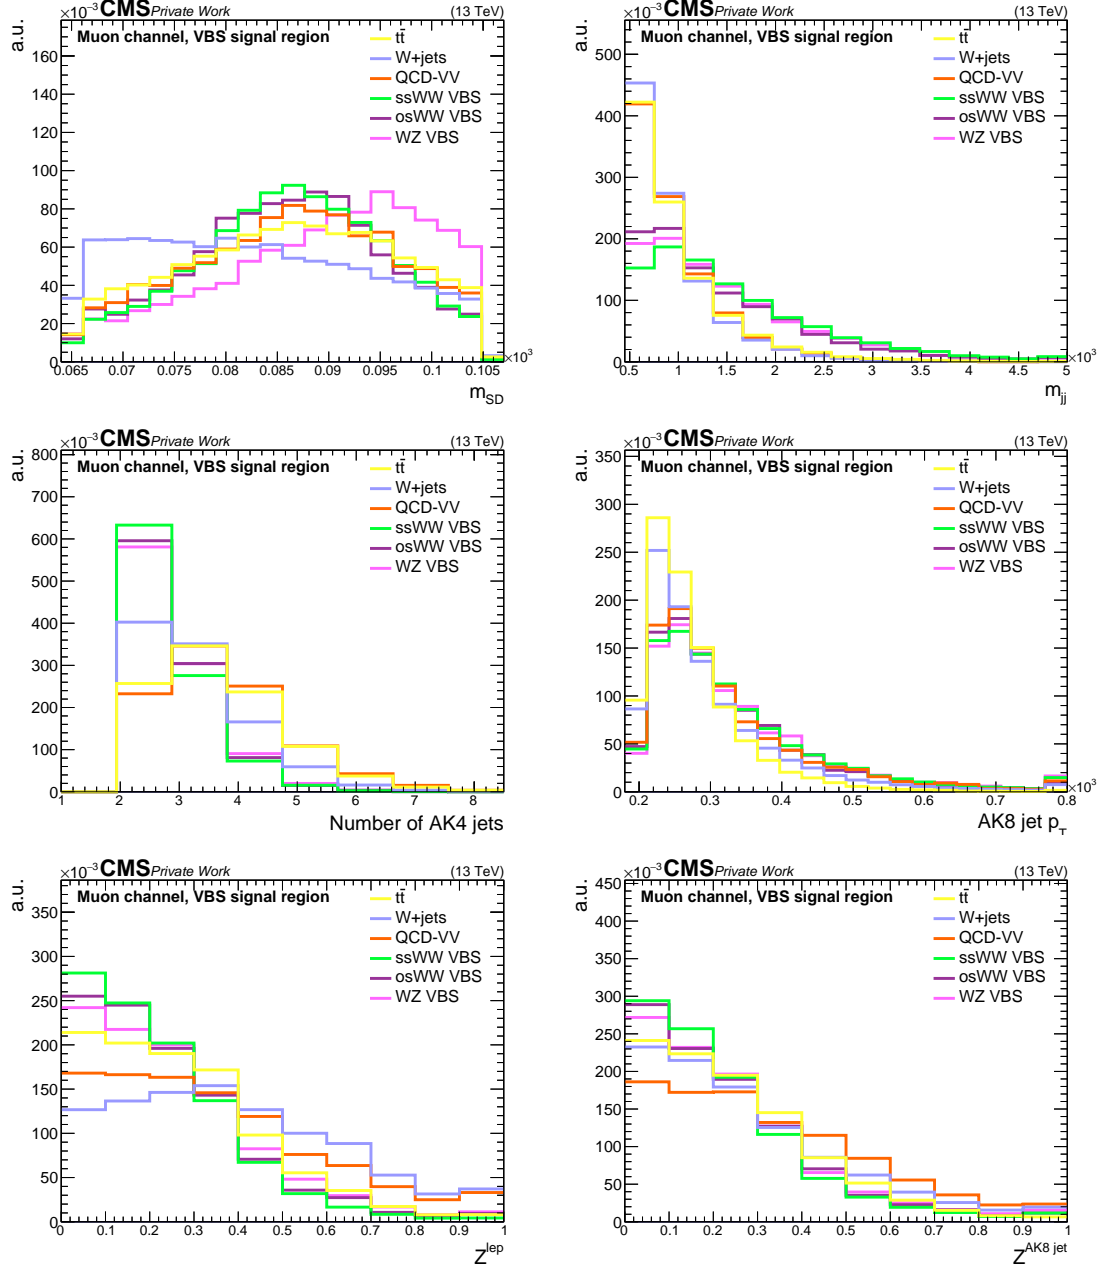 ×10⁻³ CMS Private Work (13 TeV)
a.u.
Muon channel, VBS signal region
tt̄
W+jets
QCD-VV
ssWW VBS
osWW VBS
WZ VBS
160
140
120
100
80
60
40
20
0
0.065 0.07 0.075 0.08 0.085 0.09 0.095 0.1 0.105 ×10³
m_SD
×10⁻³ CMS Private Work (13 TeV)
a.u.
Muon channel, VBS signal region
tt̄
W+jets
QCD-VV
ssWW VBS
osWW VBS
WZ VBS
500
400
300
200
100
0
0.5 1 1.5 2 2.5 3 3.5 4 4.5 5 ×10³
m_jj
×10⁻³ CMS Private Work (13 TeV)
a.u.
Muon channel, VBS signal region
tt̄
W+jets
QCD-VV
ssWW VBS
osWW VBS
WZ VBS
800
700
600
500
400
300
200
100
0
1 2 3 4 5 6 7 8
Number of AK4 jets
×10⁻³ CMS Private Work (13 TeV)
a.u.
Muon channel, VBS signal region
tt̄
W+jets
QCD-VV
ssWW VBS
osWW VBS
WZ VBS
350
300
250
200
150
100
50
0
0.2 0.3 0.4 0.5 0.6 0.7 0.8 ×10³
AK8 jet p_T
×10⁻³ CMS Private Work (13 TeV)
a.u.
Muon channel, VBS signal region
tt̄
W+jets
QCD-VV
ssWW VBS
osWW VBS
WZ VBS
350
300
250
200
150
100
50
0
0 0.1 0.2 0.3 0.4 0.5 0.6 0.7 0.8 0.9 1
Z^lep
×10⁻³ CMS Private Work (13 TeV)
a.u.
Muon channel, VBS signal region
tt̄
W+jets
QCD-VV
ssWW VBS
osWW VBS
WZ VBS
450
400
350
300
250
200
150
100
50
0
0 0.1 0.2 0.3 0.4 0.5 0.6 0.7 0.8 0.9 1
Z^AK8 jet